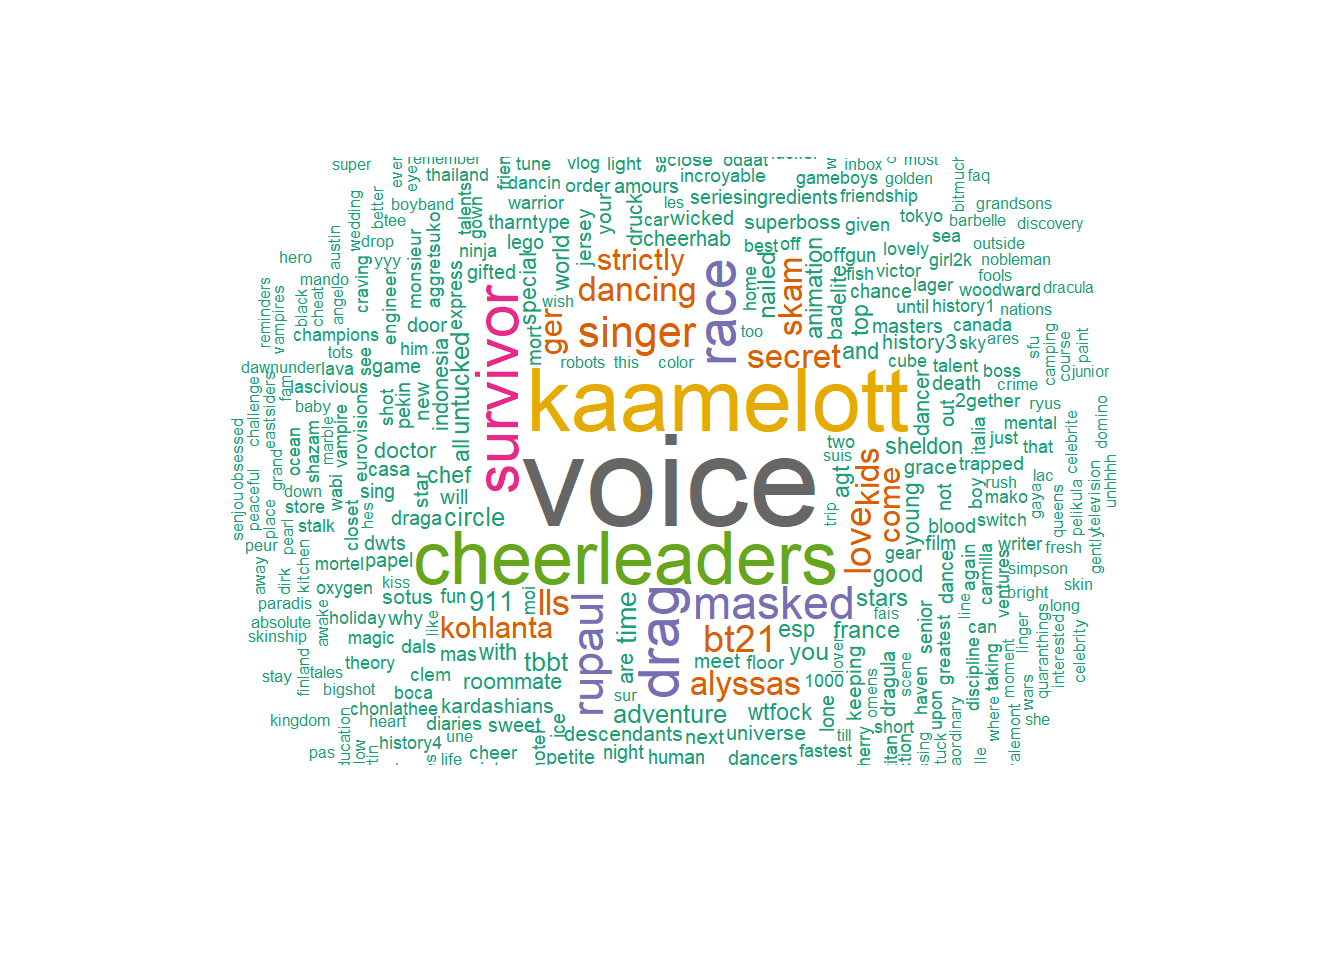 super
ever
eye
remember
thailand
tune
vlog
light
close
odaat
inbox
most
bitmuch
faq
better
wedding
boyband
tee
talents
gown
dancin
order
amours
incroyable
gameboys
golden
friendship
grandsons
austin
drop
yyy
monsieur
aggretsuko
warrior
tharntype
your
druck
les
car
wicked
seriesingredients
superboss
given
tokyo
barbelle
discovery
hero
mando
craving
engineer
ninja
lego
world
jersey
cheerhab
best
off
offgun
lovely
sea
outside
girl2k
nobleman
gifted
special
strictly
race
home
nailed
skam
animation
fish
victor
fools
reminders
vampires
black
cheat
angelo
door
express
survivor
ger
wish
dancing
badelite
chance
lager
woodward
dracula
top
until
history1
nations
champions
him
untucked
mort
singer
too
masters
canada
tots
see
game
indonesia
robots
this
color
secret
and
history3
sky
ares
sfu
camping
course
paint
dawnunder
lava
fam
lascivious
shot
pekin
new
all
kaamelott
cube
talent
boss
death
crime
junior
challenge
eastsiders
baby
eurovisions
dancer
out
2gether
ryus
mental
domino
obsessed
senjou
grand
ocean
shazam
marble
wabi
vampire
doctor
casa
chef
voice
two
suis
agt
kids
sheldon
italia
just
that
celebrite
peaceful
place
down
sing
star
will
come
love
grace
trapped
lac
young
not
boy
rush
mako
gaya
queens
pelikula
television
unhhh
store
pearl
stalk
closet
hes
draga
circle
trip
blood
switch
peur
kitchen
dwts
gear
film
writer
fresh
gently
away
dirk
mortel
papel
cheerleaders
good
dance
again
carmilla
ventures
simpson
oxygen
kiss
skin
paradis
awake
sotus
fun
911
moi
lls
rupaul
drag
masked
stars
line
bright
long
absolute
holiday
why
like
kohlanta
are
time
bt21
esp
france
fais
senior
greatest
can
linger
quaranthings
interested
skinship
magic
dals
mas
with
tbbt
meet
floor
you
lover
keeping
dragula
scene
haven
discipline
taking
moment
wars
celebrity
stay
finland
tales
theory
clem
roommate
sur
alyssas
1000
omens
upon
bigshot
boca
kingdom
heart
chonlathee
kardashians
adventure
wtfock
lone
short
where
she
diaries
sweet
ice
descendants
next
universe
till
pas
low
history4
une
life
cheer
petite
night
human
dancers
fastest
titan
lle